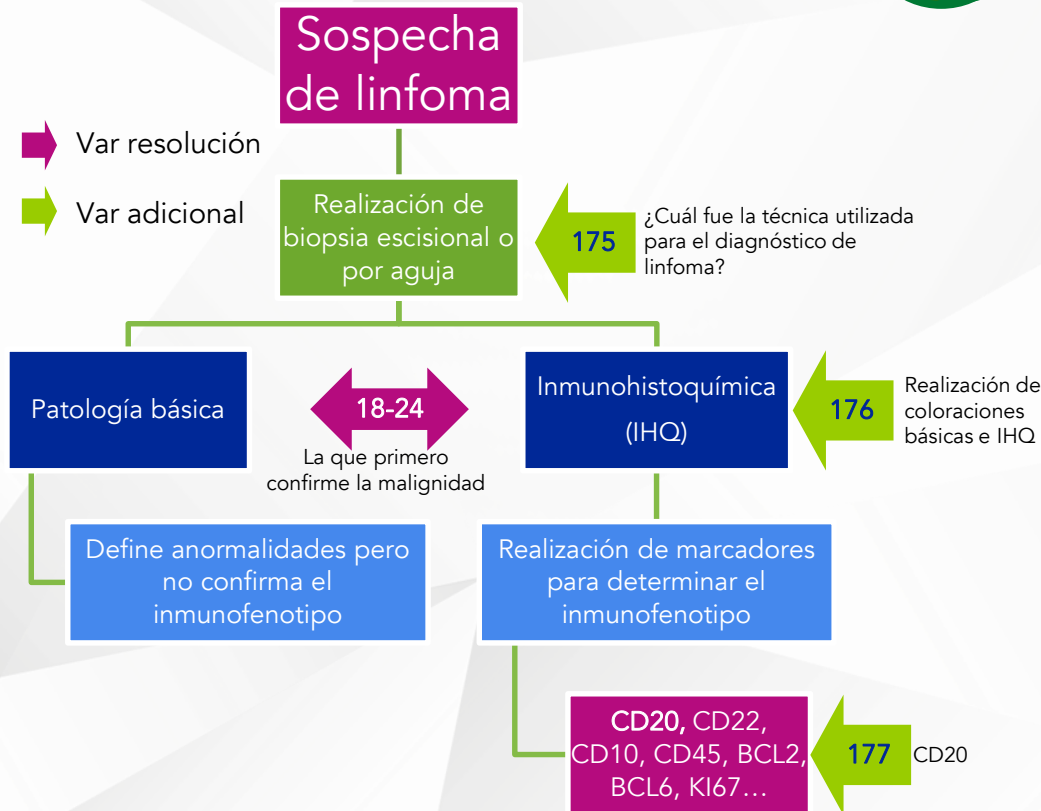 Sospecha
de linfoma
Var resolución
Var adicional
Realización de
biopsia escisional o
por aguja
175
¿Cuál fue la técnica utilizada
para el diagnóstico de
linfoma?
Patología básica
18-24
La que primero
confirme la malignidad
Inmunohistoquímica
(IHQ)
176
Realización de
coloraciones
básicas e IHQ
Define anormalidades pero
no confirma el
inmunofenotipo
Realización de marcadores
para determinar el
inmunofenotipo
CD20, CD22,
CD10, CD45, BCL2,
BCL6, KI67...
177
CD20